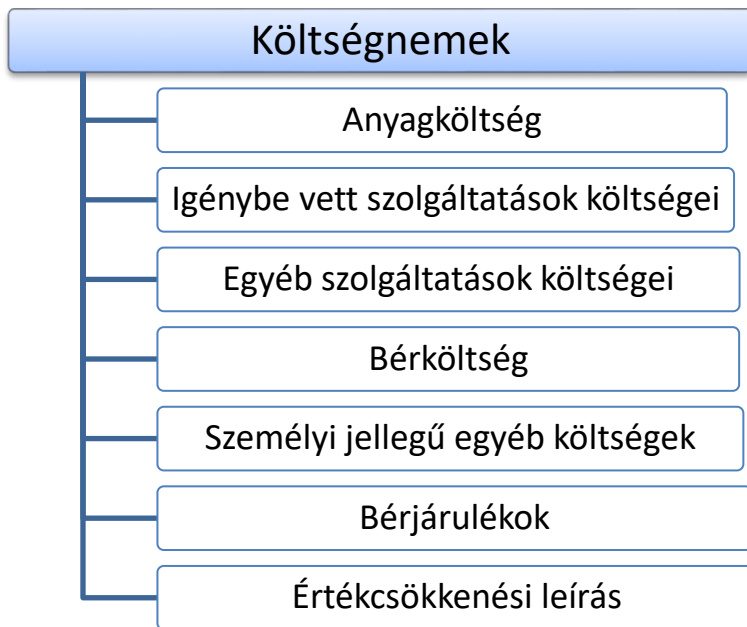 Költségnemek
Anyagköltség
Igénybe vett szolgáltatások költségei
Egyéb szolgáltatások költségei
Bérköltség
Személyi jellegű egyéb költségek
Bérjárulékok
Értékcsökkenési leírás